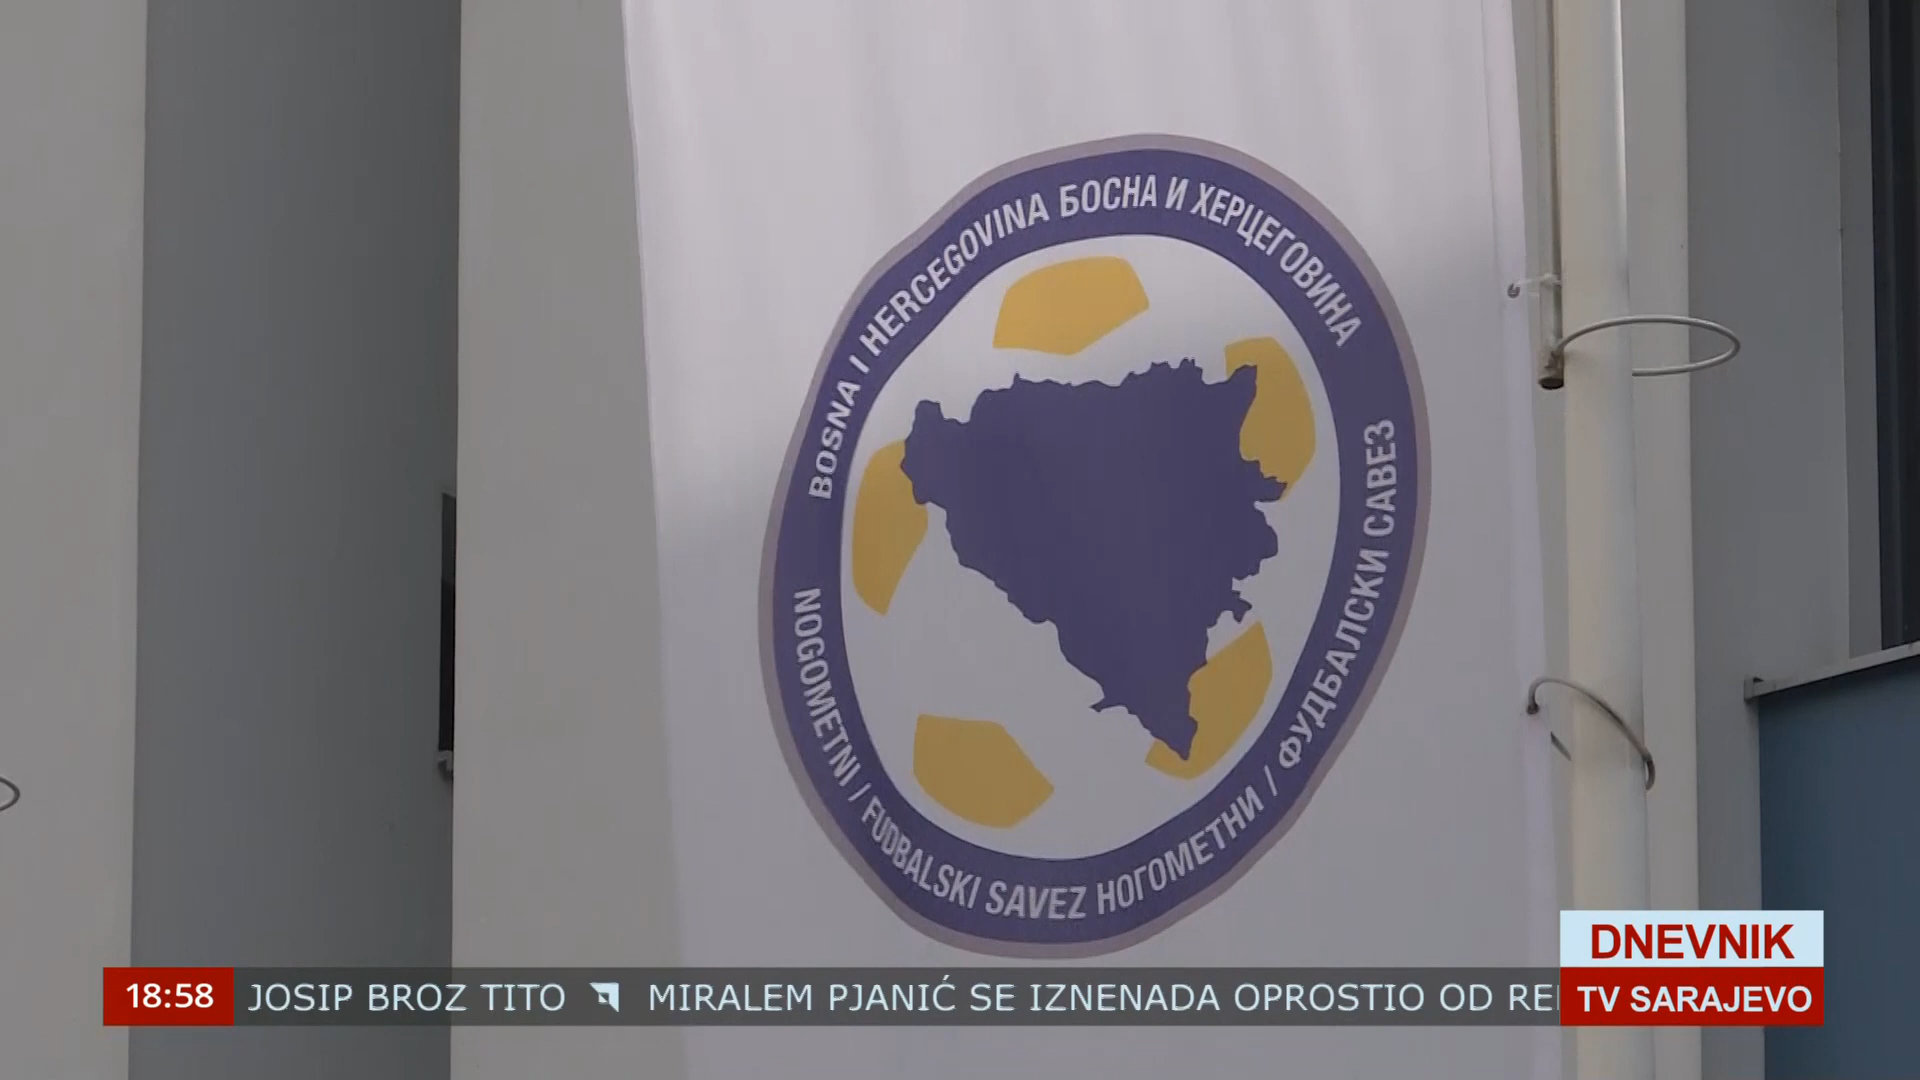 BOSNA I HERCEGOVINA БОСНА И ХЕРЦЕГОВИНА
NOGOMETNI / FUDBALSKI SAVEZ НОГОМЕТНИ / ФУДБАЛСКИ САВЕЗ
DNEVNIK
18:58 JOSIP BROZ TITO MIRALEM PJANIĆ SE IZNENADA OPROSTIO OD
TV SARAJEVO